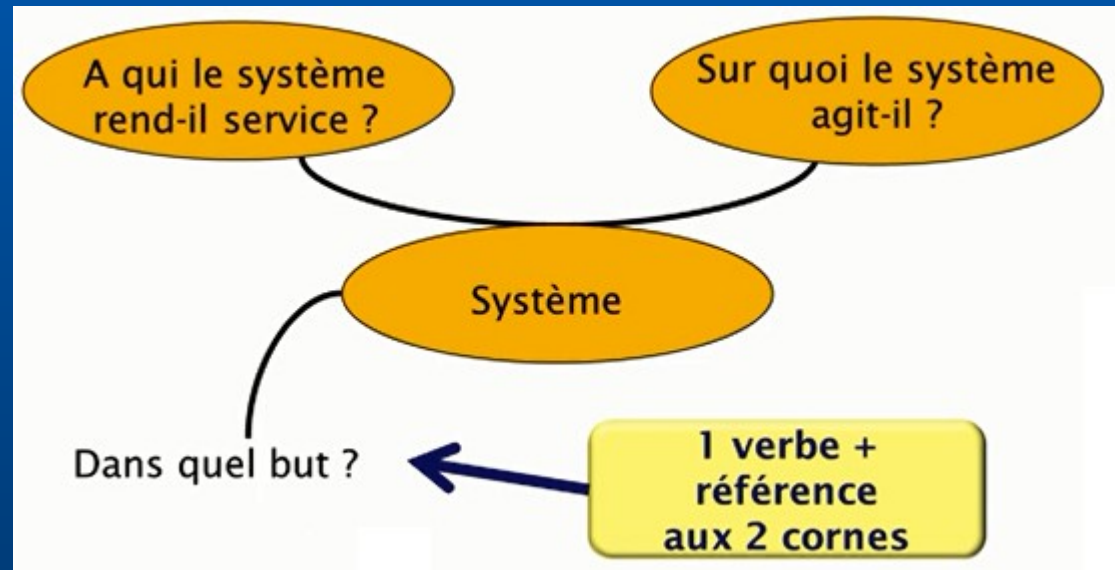 A qui le système
rend-il service ?
Sur quoi le système
agit-il ?
Système
Dans quel but ?
1 verbe +
référence
aux 2 cornes